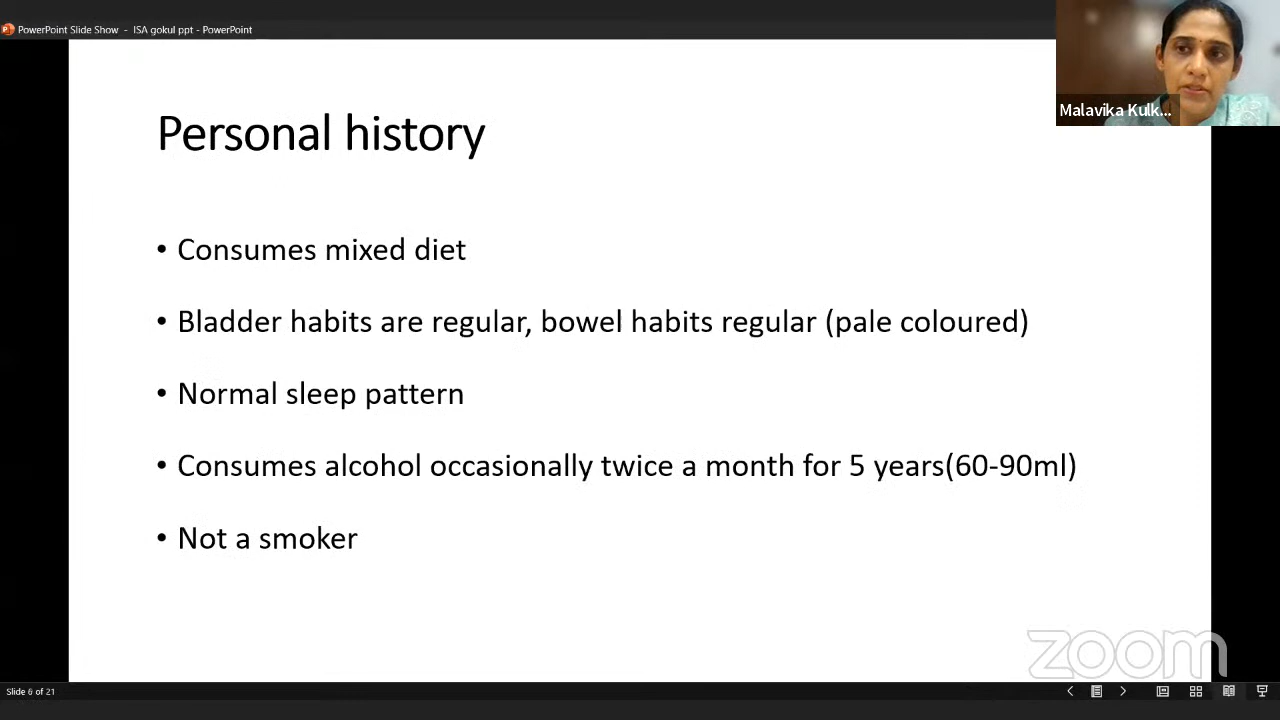 PowerPoint Slide Show - ISA gokul ppt - PowerPoint
Malavika Kulk...
Personal history
• Consumes mixed diet
• Bladder habits are regular, bowel habits regular (pale coloured)
• Normal sleep pattern
• Consumes alcohol occasionally twice a month for 5 years(60-90ml)
• Not a smoker
zoom
Slide 6 of 21